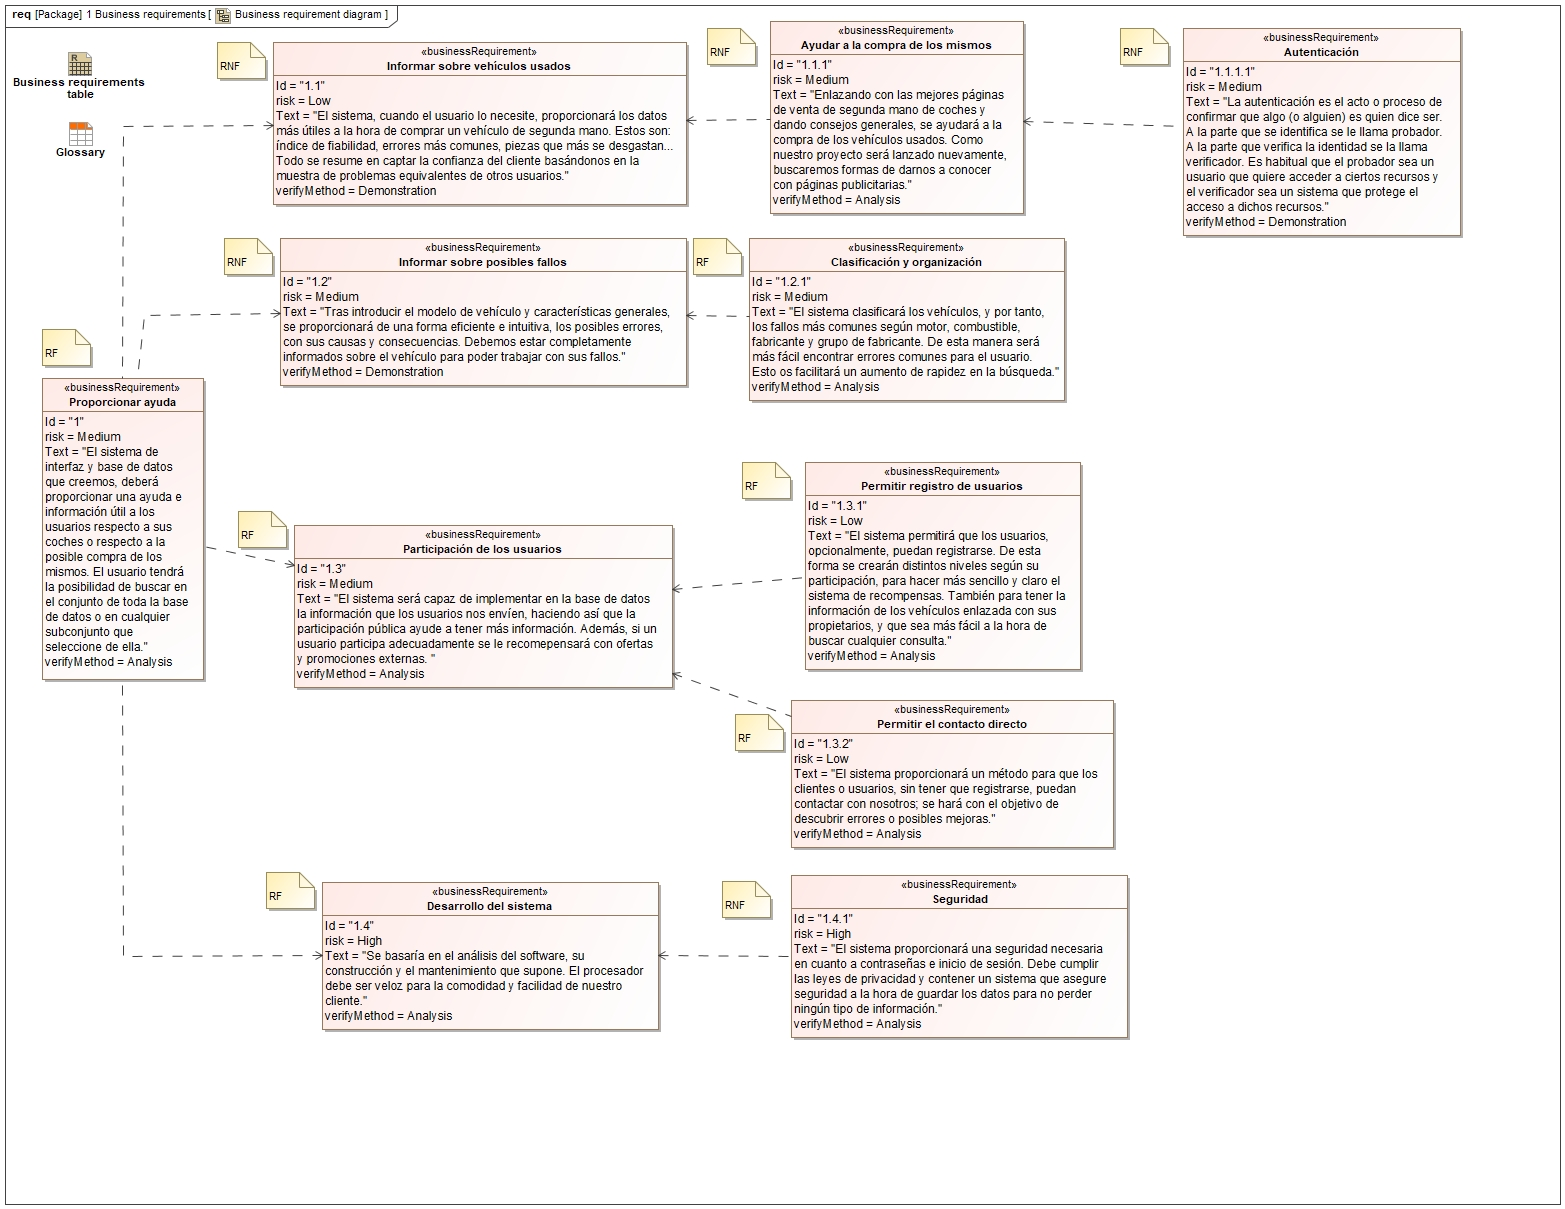 req [Package] 1 Business requirements [ Business requirement diagram ]
Business requirements
table
Glossary
RNF
«businessRequirement»
Informar sobre vehículos usados
Id = "1.1"
risk = Low
Text = "El sistema, cuando el usuario lo necesite, proporcionará los datos
más útiles a la hora de comprar un vehículo de segunda mano. Estos son:
índice de fiabilidad, errores más comunes, piezas que más se desgastan...
Todo se resume en captar la confianza del cliente basándonos en la
muestra de problemas equivalentes de otros usuarios."
verifyMethod = Demonstration
RNF
«businessRequirement»
Ayudar a la compra de los mismos
Id = "1.1.1"
risk = Medium
Text = "Enlazando con las mejores páginas
de venta de segunda mano de coches y
dando consejos generales, se ayudará a la
compra de los vehículos usados. Como
nuestro proyecto será lanzado nuevamente,
buscaremos formas de darnos a conocer
con páginas publicitarias."
verifyMethod = Analysis
RNF
«businessRequirement»
Autenticación
Id = "1.1.1.1"
risk = Medium
Text = "La autenticación es el acto o proceso de
confirmar que algo (o alguien) es quien dice ser.
A la parte que se identifica se le llama probador.
A la parte que verifica la identidad se la llama
verificador. Es habitual que el probador sea un
usuario que quiere acceder a ciertos recursos y
el verificador sea un sistema que protege el
acceso a dichos recursos."
verifyMethod = Demonstration
RNF
«businessRequirement»
Informar sobre posibles fallos
Id = "1.2"
risk = Medium
Text = "Tras introducir el modelo de vehículo y características generales,
se proporcionará de una forma eficiente e intuitiva, los posibles errores,
con sus causas y consecuencias. Debemos estar completamente
informados sobre el vehículo para poder trabajar con sus fallos."
verifyMethod = Demonstration
RF
«businessRequirement»
Clasificación y organización
Id = "1.2.1"
risk = Medium
Text = "El sistema clasificará los vehículos, y por tanto,
los fallos más comunes según motor, combustible,
fabricante y grupo de fabricante. De esta manera será
más fácil encontrar errores comunes para el usuario.
Esto os facilitará un aumento de rapidez en la búsqueda."
verifyMethod = Analysis
RF
«businessRequirement»
Proporcionar ayuda
Id = "1"
risk = Medium
Text = "El sistema de
interfaz y base de datos
que creemos, deberá
proporcionar una ayuda e
información útil a los
usuarios respecto a sus
coches o respecto a la
posible compra de los
mismos. El usuario tendrá
la posibilidad de buscar en
el conjunto de toda la base
de datos o en cualquier
subconjunto que
seleccione de ella."
verifyMethod = Analysis
RF
«businessRequirement»
Participación de los usuarios
Id = "1.3"
risk = Medium
Text = "El sistema será capaz de implementar en la base de datos
la información que los usuarios nos envíen, haciendo así que la
participación pública ayude a tener más información. Además, si un
usuario participa adecuadamente se le recomepensará con ofertas
y promociones externas. "
verifyMethod = Analysis
RF
«businessRequirement»
Permitir registro de usuarios
Id = "1.3.1"
risk = Low
Text = "El sistema permitirá que los usuarios,
opcionalmente, puedan registrarse. De esta
forma se crearán distintos niveles según su
participación, para hacer más sencillo y claro el
sistema de recompensas. También para tener la
información de los vehículos enlazada con sus
propietarios, y que sea más fácil a la hora de
buscar cualquier consulta."
verifyMethod = Analysis
RF
«businessRequirement»
Permitir el contacto directo
Id = "1.3.2"
risk = Low
Text = "El sistema proporcionará un método para que los
clientes o usuarios, sin tener que registrarse, puedan
contactar con nosotros; se hará con el objetivo de
descubrir errores o posibles mejoras."
verifyMethod = Analysis
RF
«businessRequirement»
Desarrollo del sistema
Id = "1.4"
risk = High
Text = "Se basaría en el análisis del software, su
construcción y el mantenimiento que supone. El procesador
debe ser veloz para la comodidad y facilidad de nuestro
cliente."
verifyMethod = Analysis
RNF
«businessRequirement»
Seguridad
Id = "1.4.1"
risk = High
Text = "El sistema proporcionará una seguridad necesaria
en cuanto a contraseñas e inicio de sesión. Debe cumplir
las leyes de privacidad y contener un sistema que asegure
seguridad a la hora de guardar los datos para no perder
ningún tipo de información."
verifyMethod = Analysis